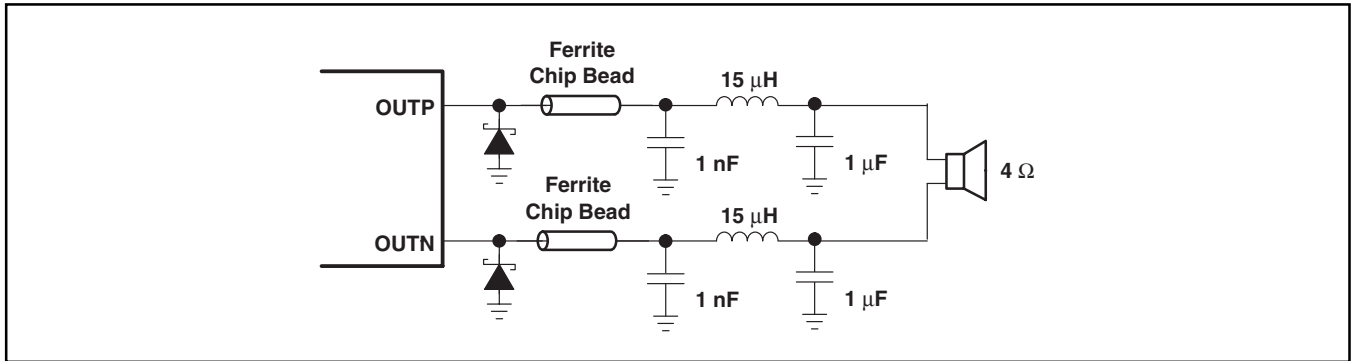 Ferrite
Chip Bead
15 μH
OUTP
1 nF
1 μF
4 Ω
Ferrite
Chip Bead
15 μH
OUTN
1 nF
1 μF